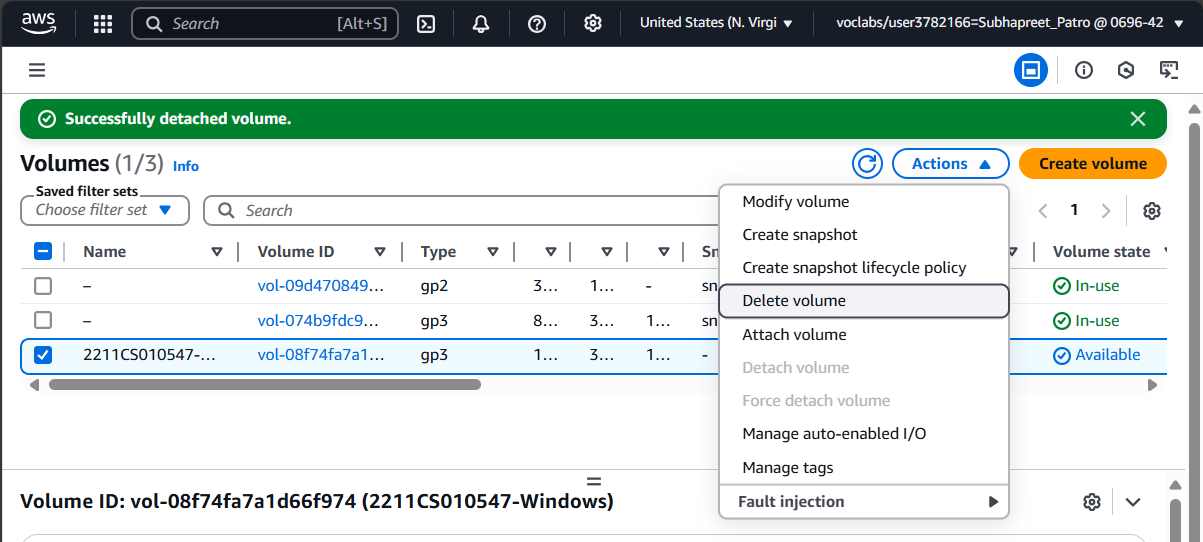 aws Search [Alt+S] United States (N. Virgi voclabs/user3782166=Subhapreet_Patro @ 0696-42
Successfully detached volume.
Volumes (1/3) Info Actions Create volume
Saved filter sets
Choose filter set Search 1
Name Volume ID Type Sn Volume state
– vol-09d470849... gp2 3... 1... - sn In-use
– vol-074b9fdc9... gp3 8... 3... 1... sn In-use
2211CS010547-... vol-08f74fa7a1... gp3 1... 3... 1... - Available
Modify volume
Create snapshot
Create snapshot lifecycle policy
Delete volume
Attach volume
Detach volume
Force detach volume
Manage auto-enabled I/O
Manage tags
Fault injection
Volume ID: vol-08f74fa7a1d66f974 (2211CS010547-Windows)